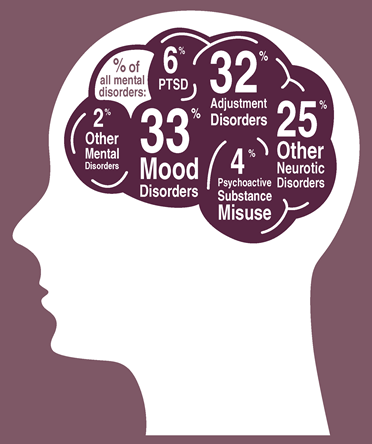 % of
all mental
disorders:
6%
PTSD
32%
Adjustment
Disorders
2%
Other
Mental
Disorders
33%
Mood
Disorders
25%
Other
Neurotic
Disorders
4%
Psychoactive
Substance
Misuse